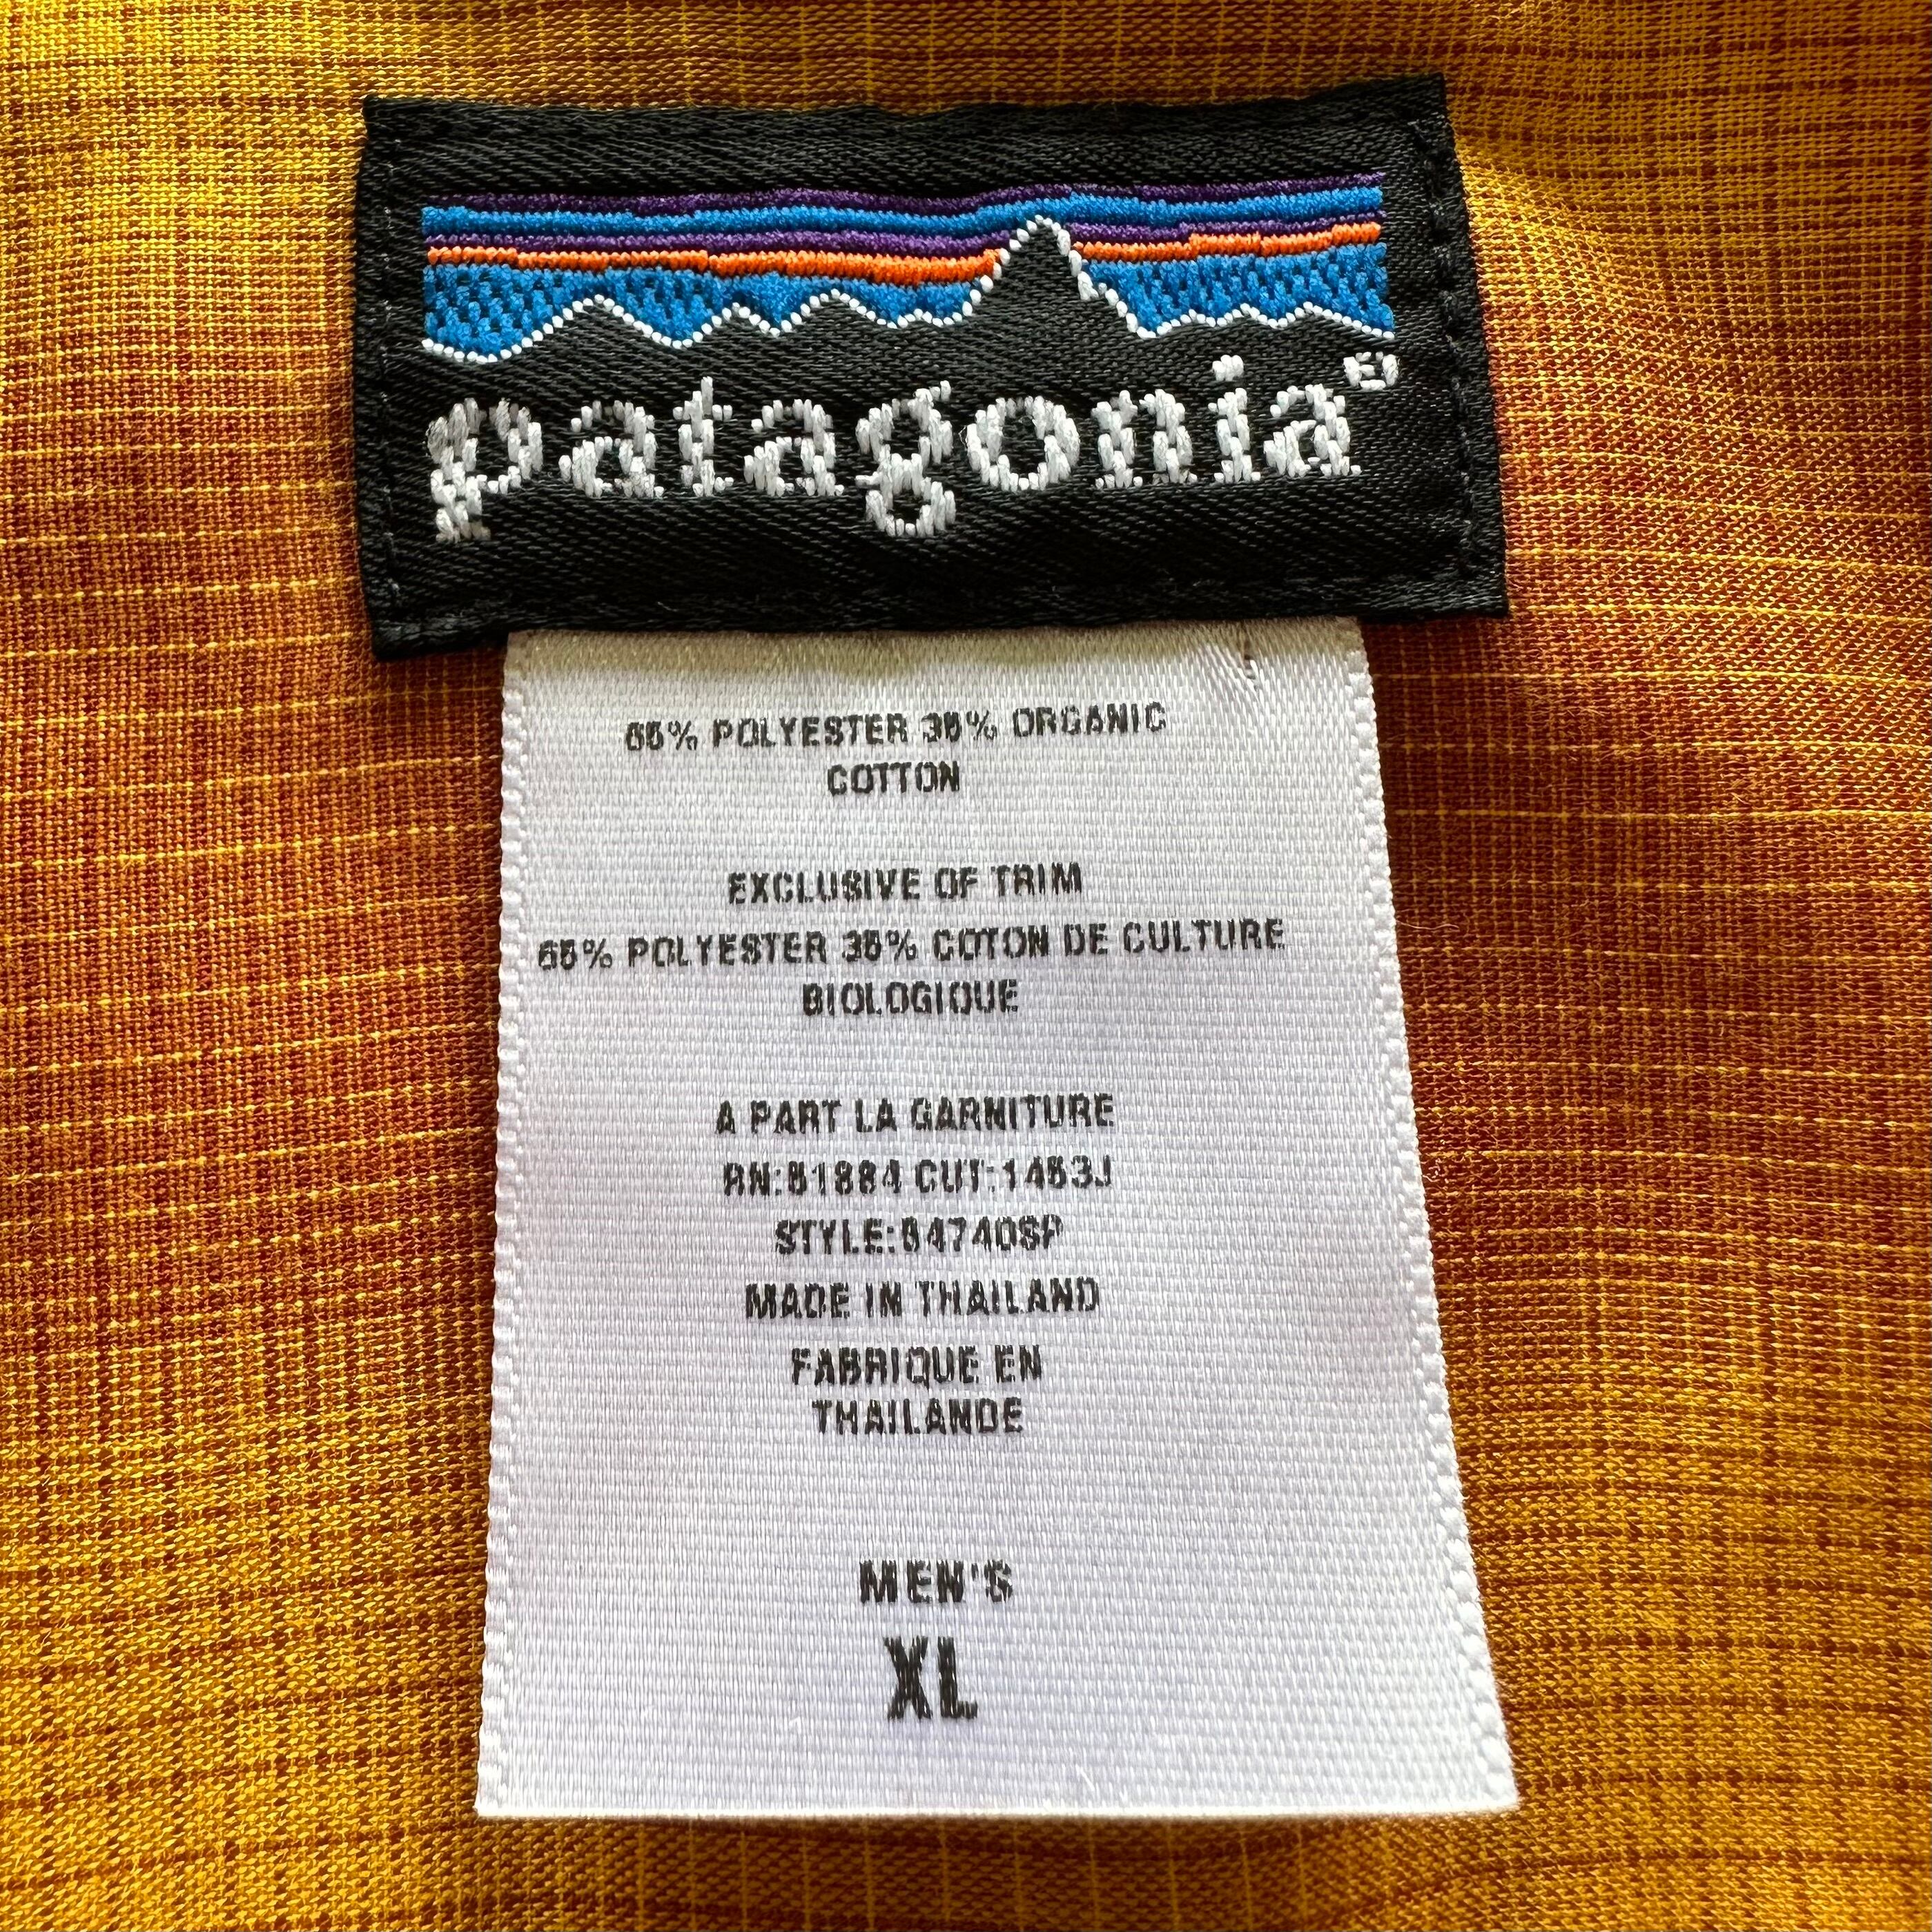 patagonia®
65% POLYESTER 35% ORGANIC
COTTON
EXCLUSIVE OF TRIM
65% POLYESTER 35% COTON DE CULTURE
BIOLOGIQUE
A PART LA GARNITURE
RN:51884 CUT:1453J
STYLE:54740SP
MADE IN THAILAND
FABRIQUE EN
THAILANDE
MEN'S
XL